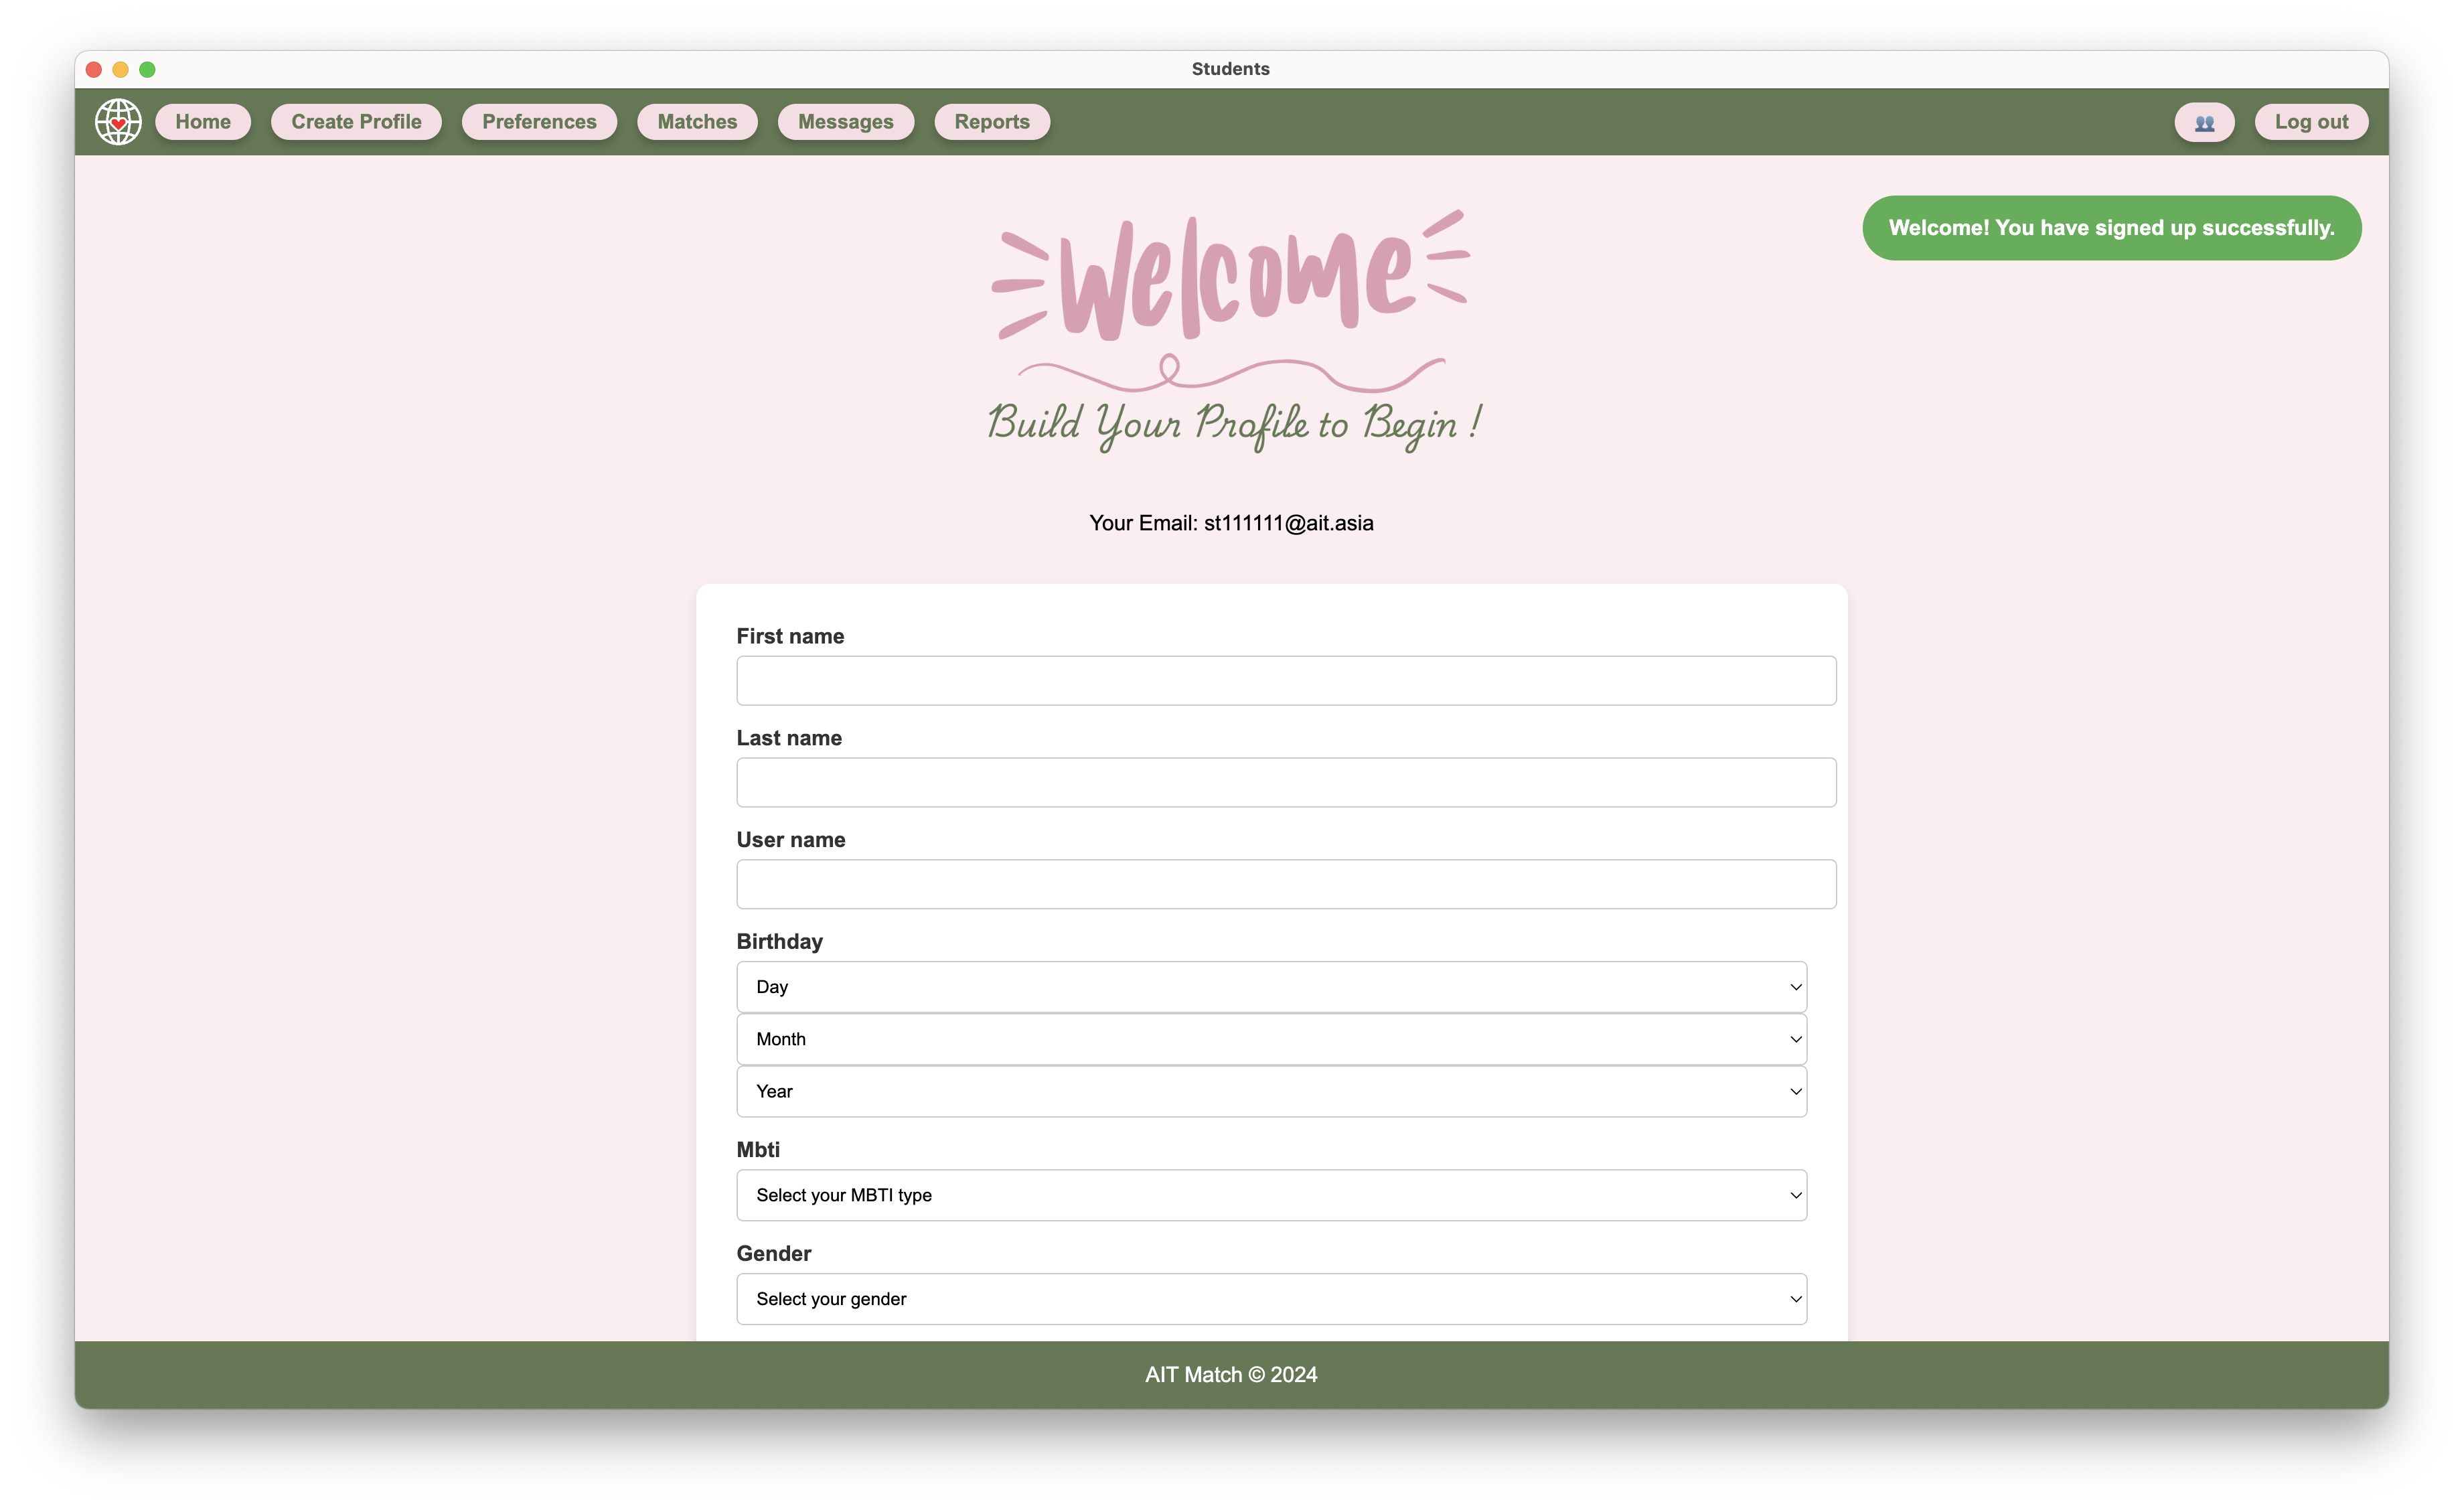 Students
Home Create Profile Preferences Matches Messages Reports Log out
Welcome! You have signed up successfully.
Welcome
Build Your Profile to Begin !
Your Email: st111111@ait.asia
First name
Last name
User name
Birthday
Day
Month
Year
Mbti
Select your MBTI type
Gender
Select your gender
AIT Match © 2024